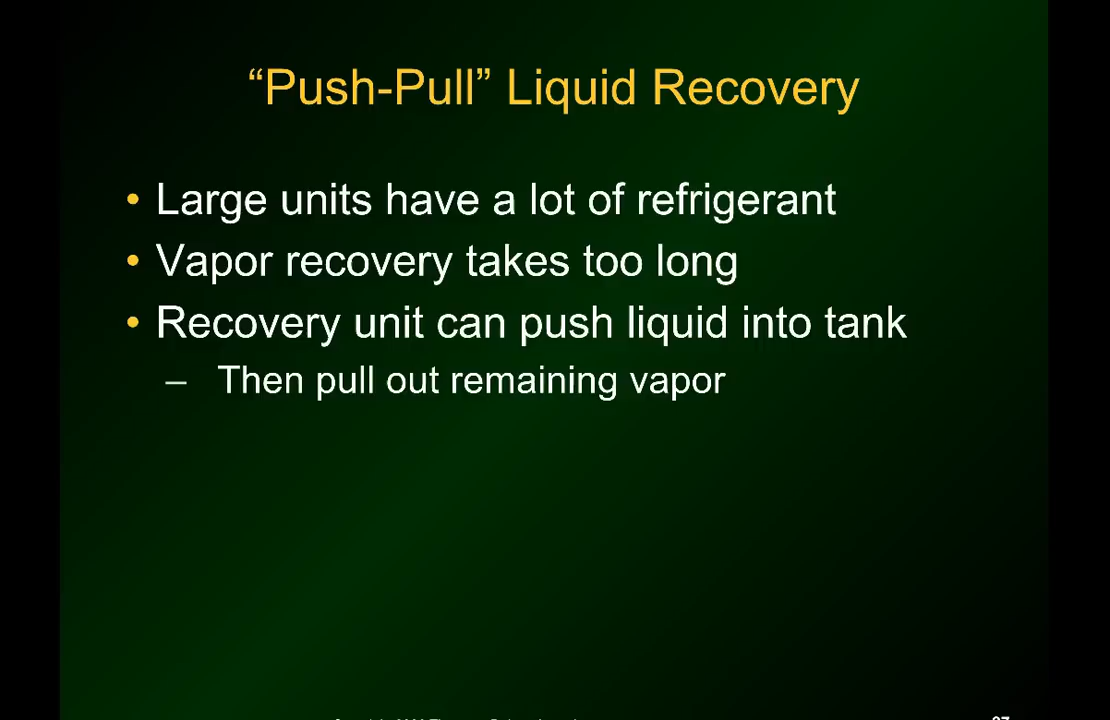 “Push-Pull” Liquid Recovery
• Large units have a lot of refrigerant
• Vapor recovery takes too long
• Recovery unit can push liquid into tank
– Then pull out remaining vapor